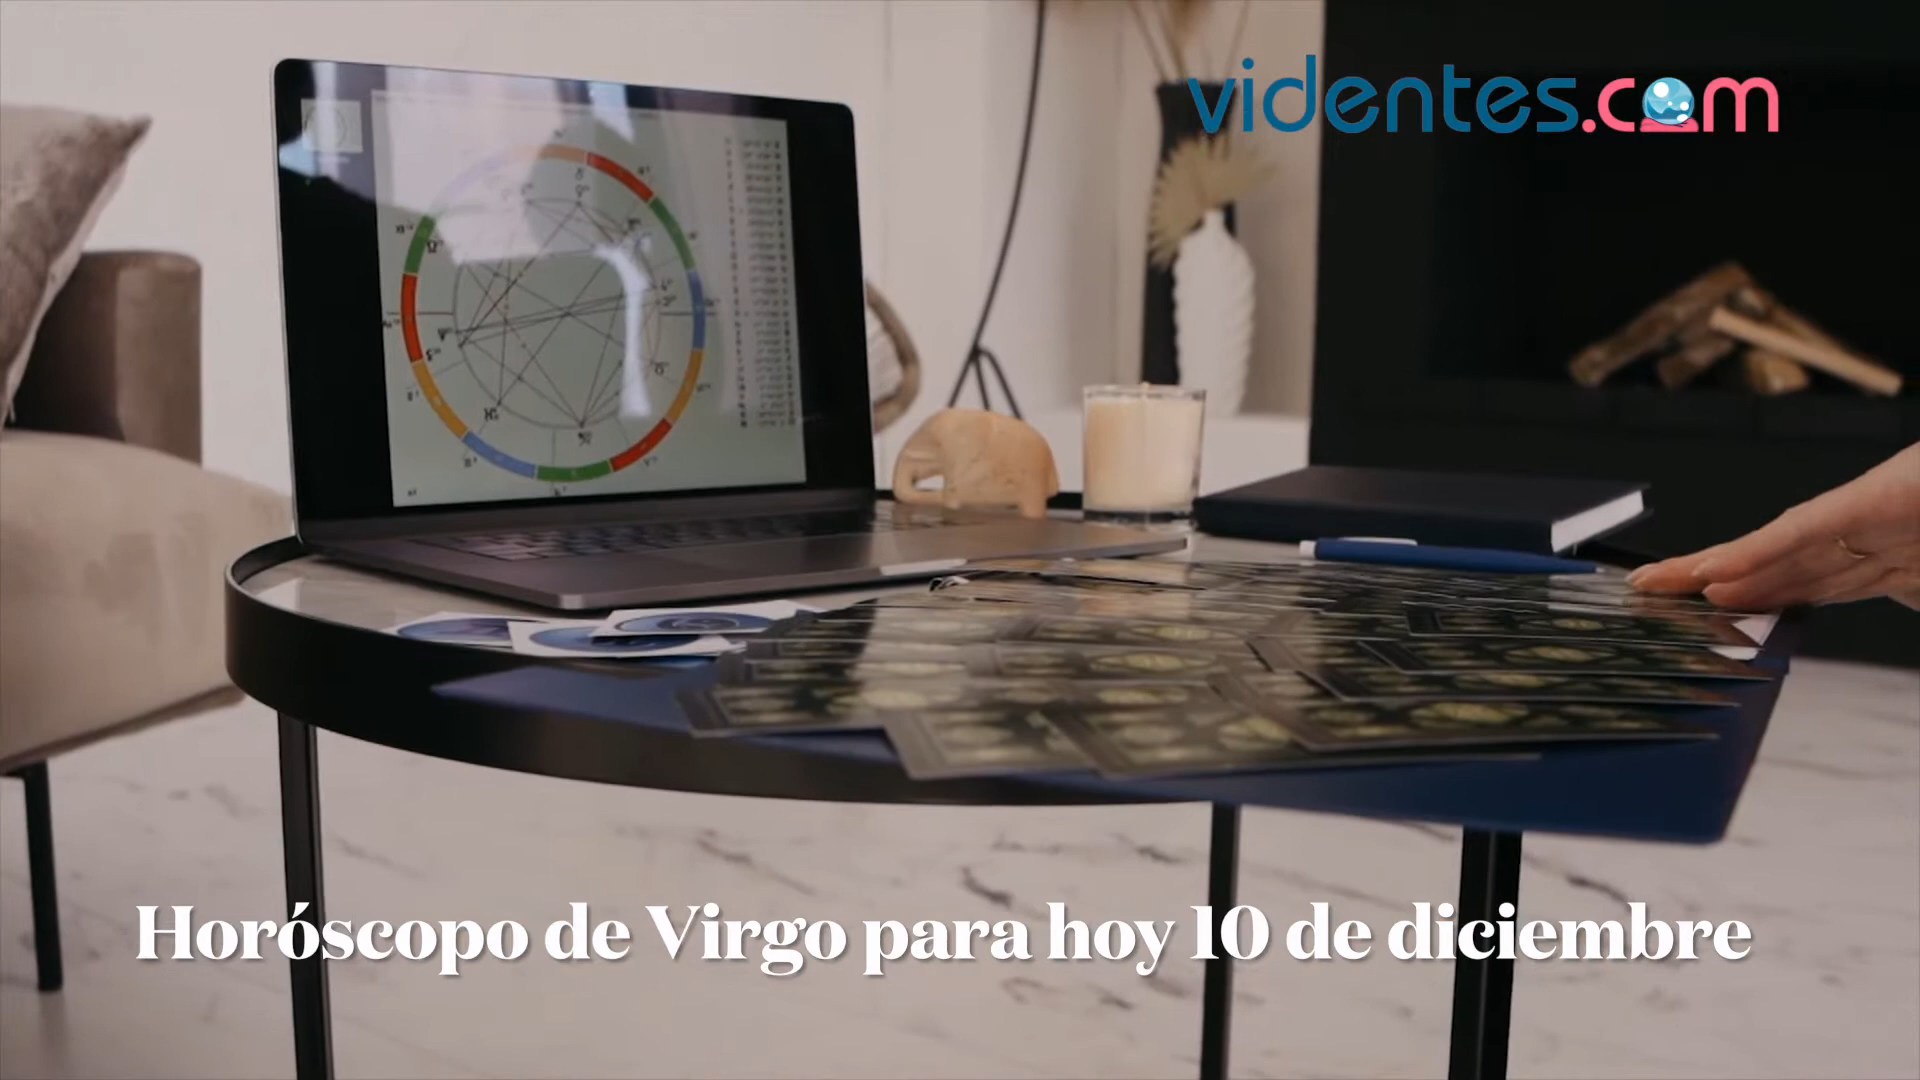 videntes.com
Horóscopo de Virgo para hoy 10 de diciembre